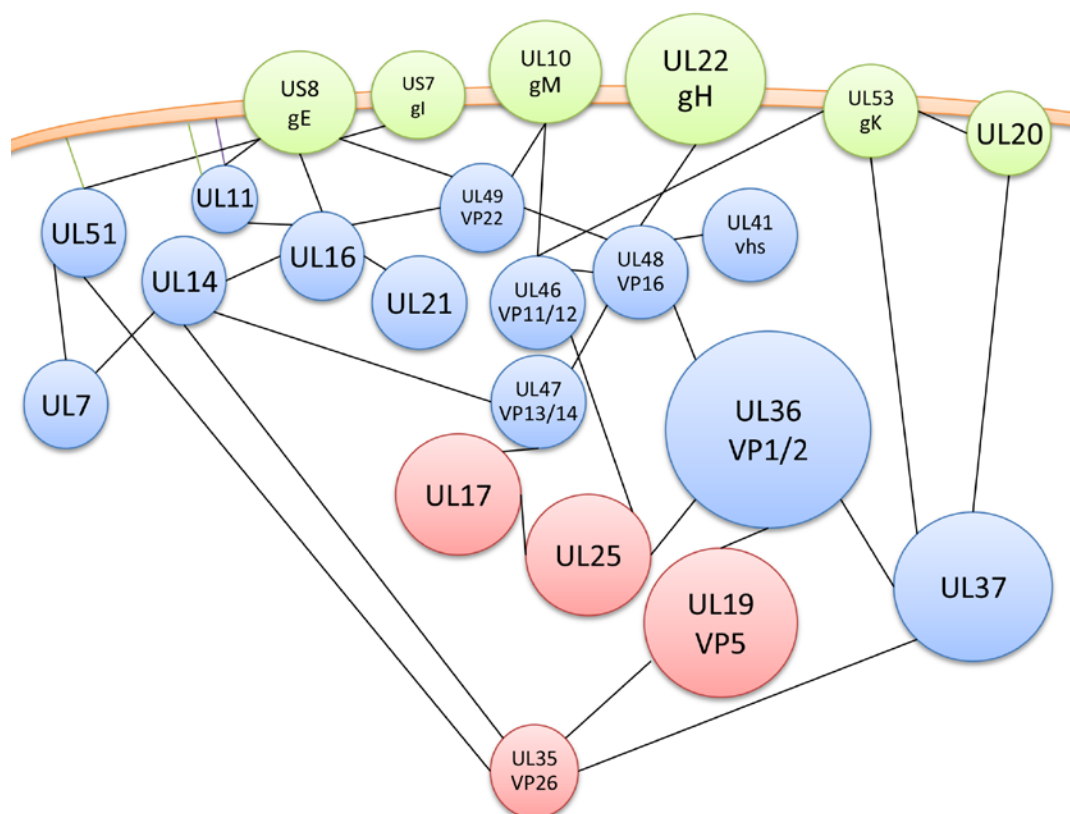 US8
gE
US7
gI
UL10
gM
UL22
gH
UL53
gK
UL20
UL51
UL11
UL49
VP22
UL41
vhs
UL14
UL16
UL21
UL46
VP11/12
UL48
VP16
UL7
UL47
VP13/14
UL36
VP1/2
UL17
UL25
UL19
VP5
UL37
UL35
VP26